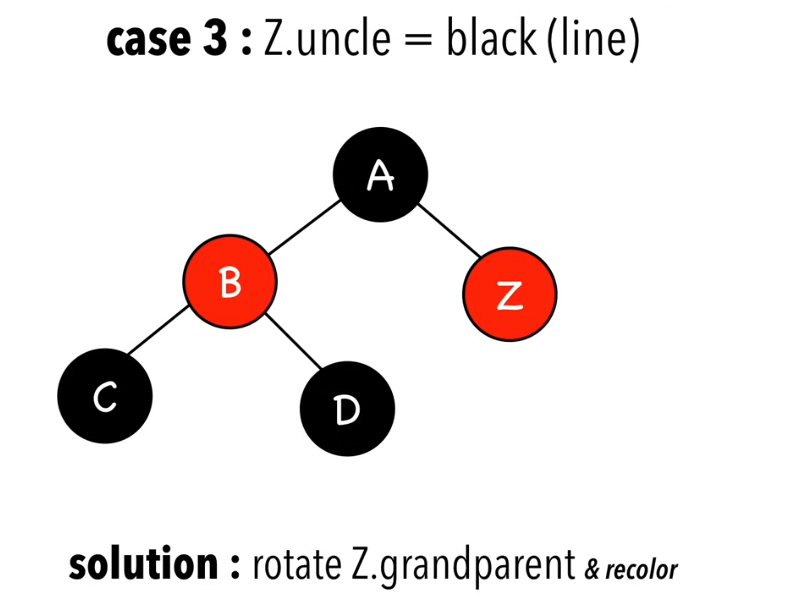 case 3 : Z.uncle = black (line)
A
B
Z
C
D
solution : rotate Z.grandparent & recolor